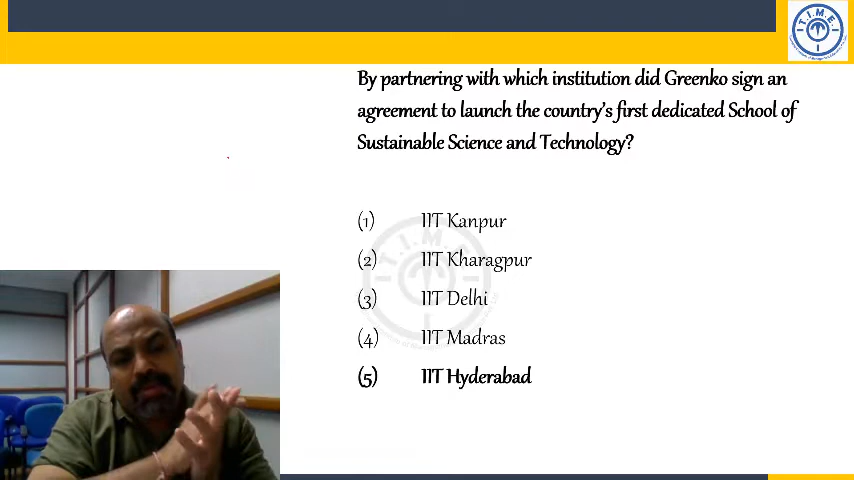 T.I.M.E.
By partnering with which institution did Greenko sign an
agreement to launch the country's first dedicated School of
Sustainable Science and Technology?
(1) IIT Kanpur
(2) IIT Kharagpur
(3) IIT Delhi
(4) IIT Madras
(5) IIT Hyderabad